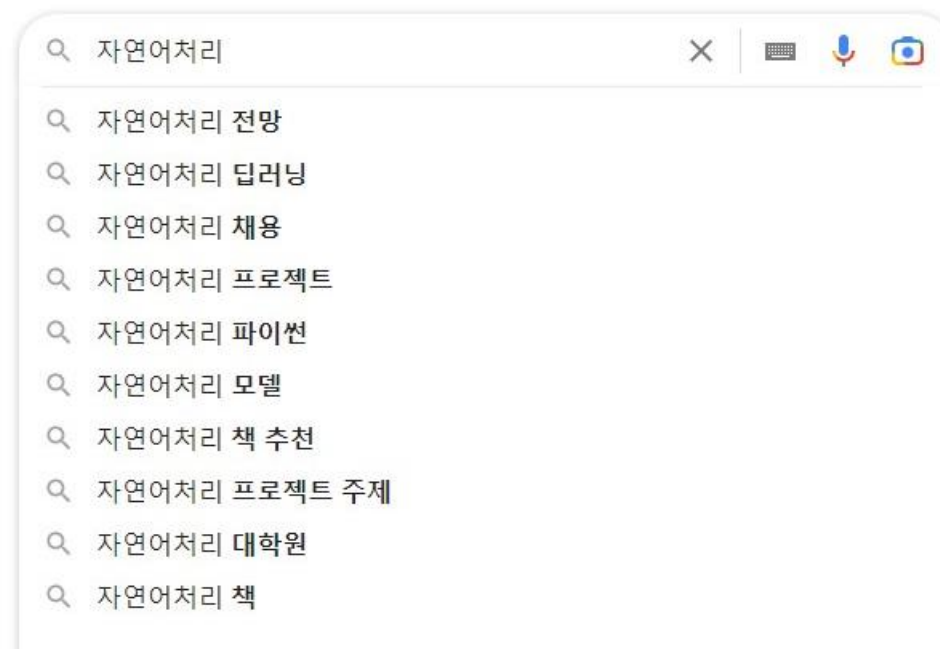 자연어처리
자연어처리 전망
자연어처리 딥러닝
자연어처리 채용
자연어처리 프로젝트
자연어처리 파이썬
자연어처리 모델
자연어처리 책 추천
자연어처리 프로젝트 주제
자연어처리 대학원
자연어처리 책